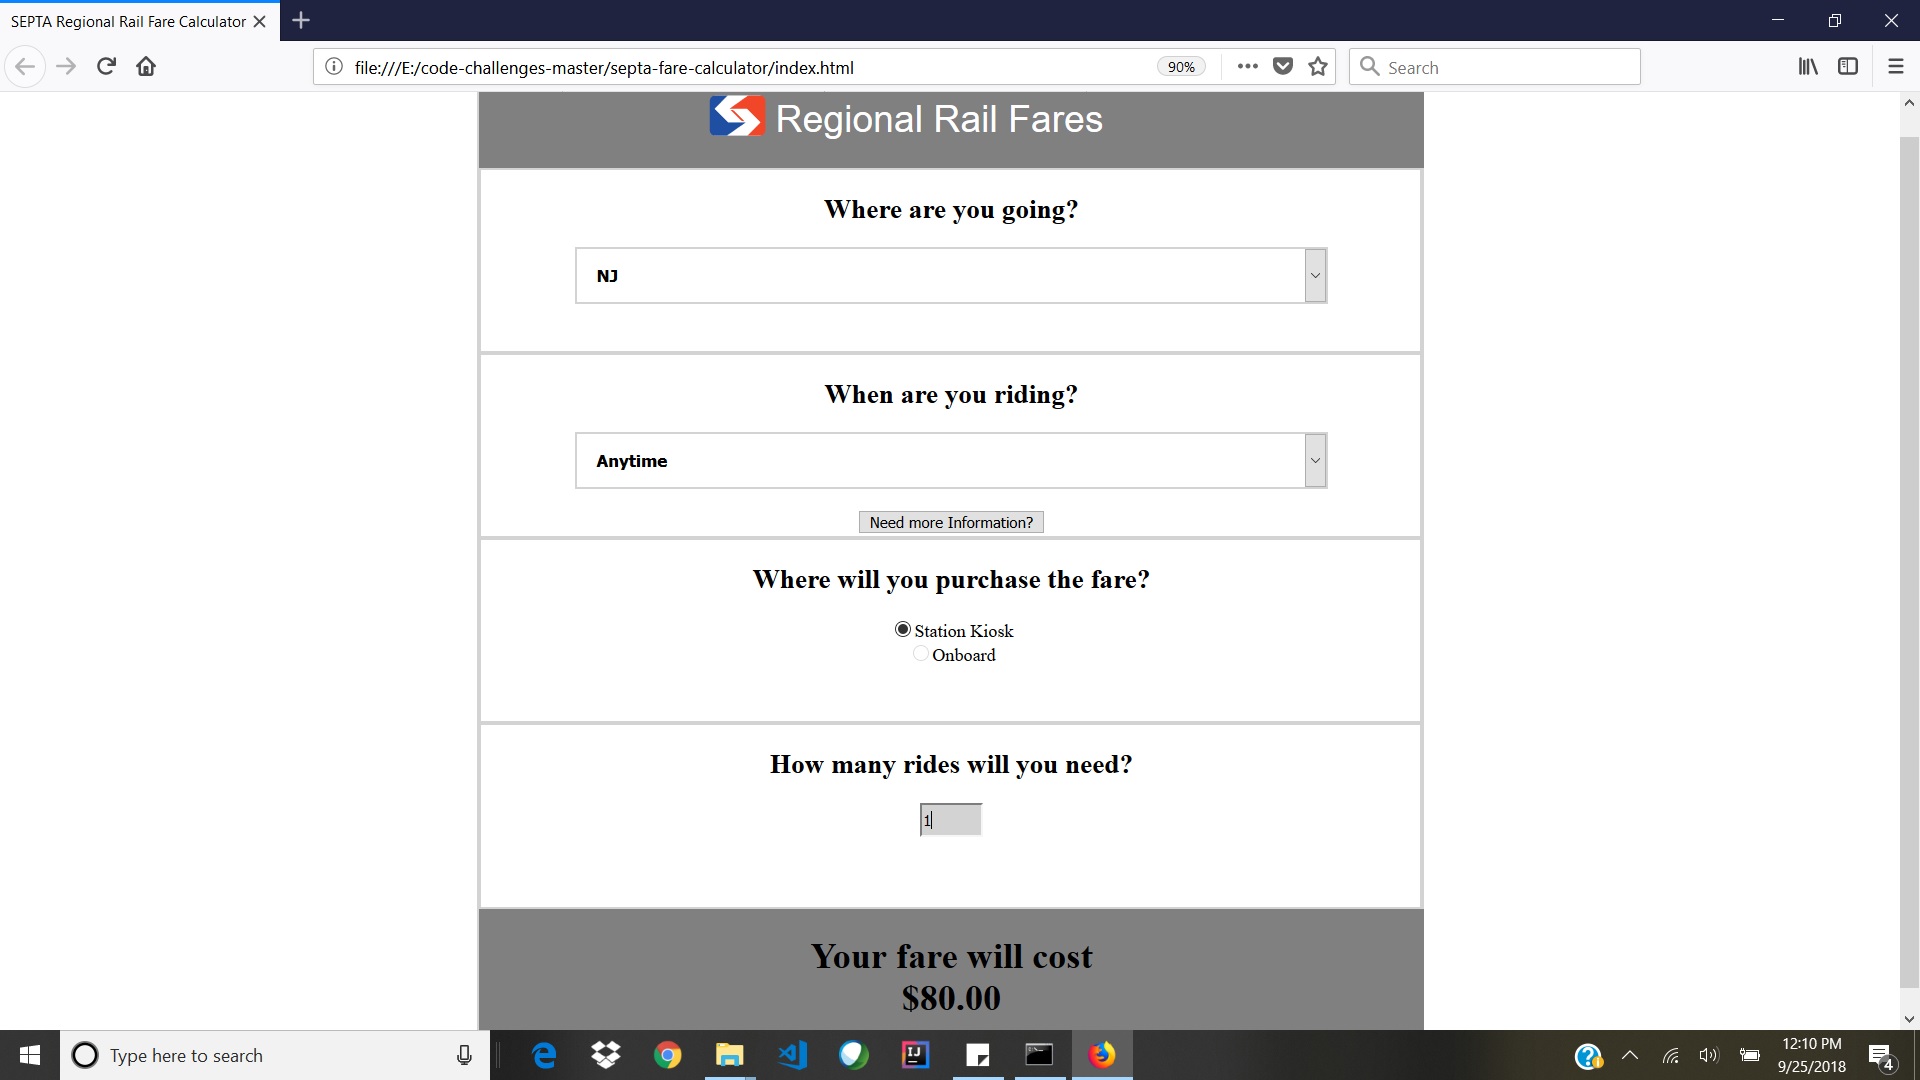 SEPTA Regional Rail Fare Calculator
file:///E:/code-challenges-master/septa-fare-calculator/index.html
90%
Search
Regional Rail Fares
Where are you going?
NJ
When are you riding?
Anytime
Need more Information?
Where will you purchase the fare?
Station Kiosk
Onboard
How many rides will you need?
1
Your fare will cost
$80.00
Type here to search
IJ
12:10 PM
9/25/2018
4